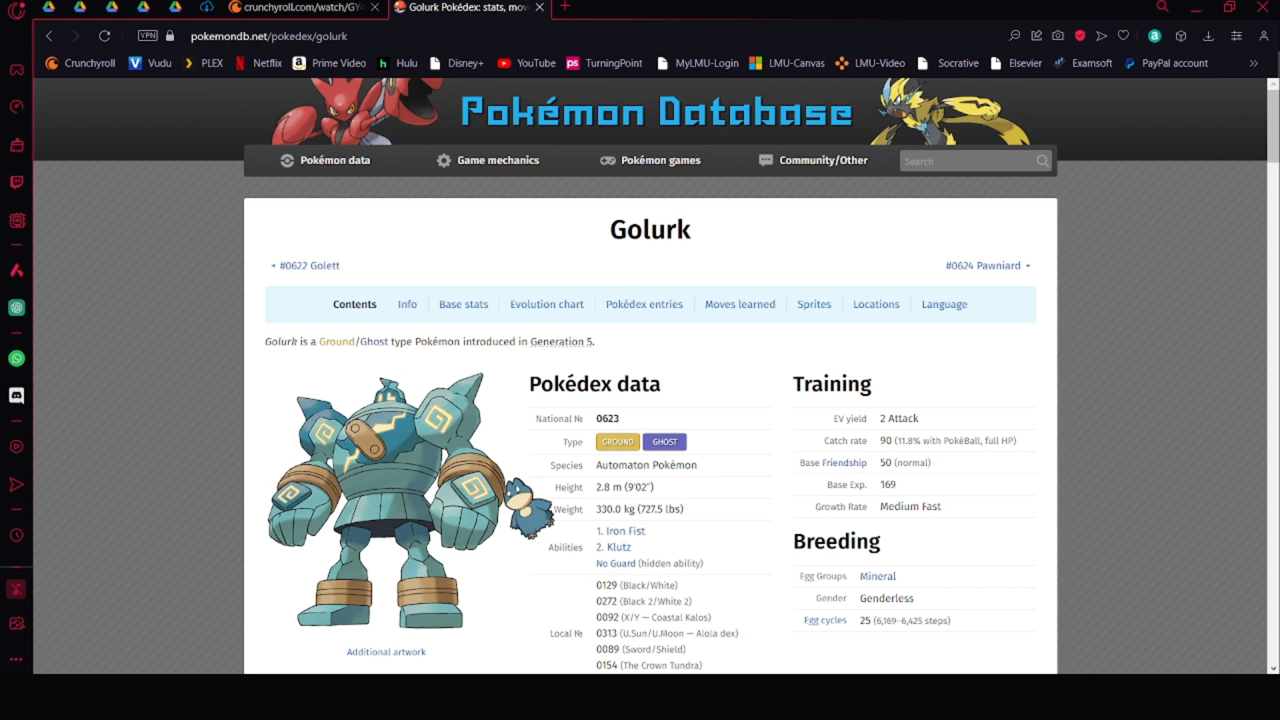 crunchyroll.com/watch/GY
Golurk Pokédex: stats, mov
VPN
pokemondb.net/pokedex/golurk
Crunchyroll Vudu PLEX Netflix Prime Video Hulu Disney+ YouTube TurningPoint MyLMU-Login LMU-Canvas LMU-Video Socrative Elsevier Examsoft PayPal account
Pokémon Database
Pokémon data Game mechanics Pokémon games Community/Other Search
Golurk
#0622 Golett #0624 Pawniard
Contents Info Base stats Evolution chart Pokédex entries Moves learned Sprites Locations Language
Golurk is a Ground/Ghost type Pokémon introduced in Generation 5.
Pokédex data
National № 0623
Type GROUND GHOST
Species Automaton Pokémon
Height 2.8 m (9′02″)
Weight 330.0 kg (727.5 lbs)
Abilities 1. Iron Fist
2. Klutz
No Guard (hidden ability)
Local № 0129 (Black/White)
0272 (Black 2/White 2)
0092 (X/Y — Coastal Kalos)
0313 (U.Sun/U.Moon — Alola dex)
0089 (Sword/Shield)
0154 (The Crown Tundra)
Training
EV yield 2 Attack
Catch rate 90 (11.8% with PokéBall, full HP)
Base Friendship 50 (normal)
Base Exp. 169
Growth Rate Medium Fast
Breeding
Egg Groups Mineral
Gender Genderless
Egg cycles 25 (6,169–6,425 steps)
Additional artwork